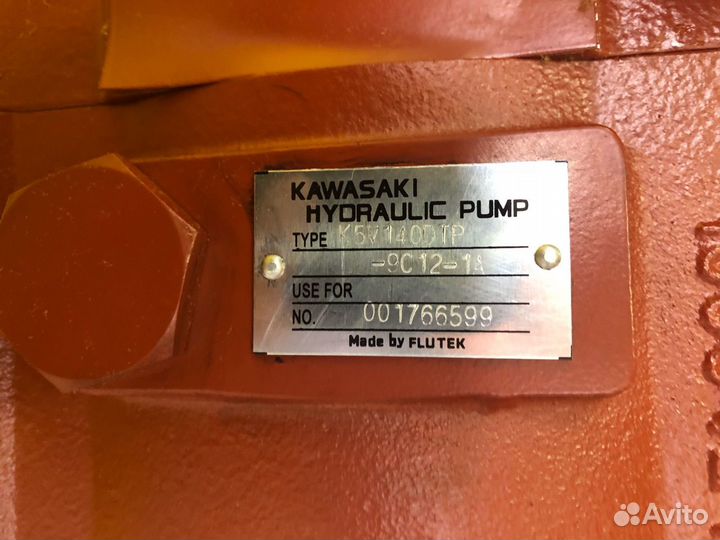 KAWASAKI
HYDRAULIC PUMP
TYPE K5V140DTP
-9C12-1A
USE FOR
NO. 001766599
Made by FLUTEK
Avito